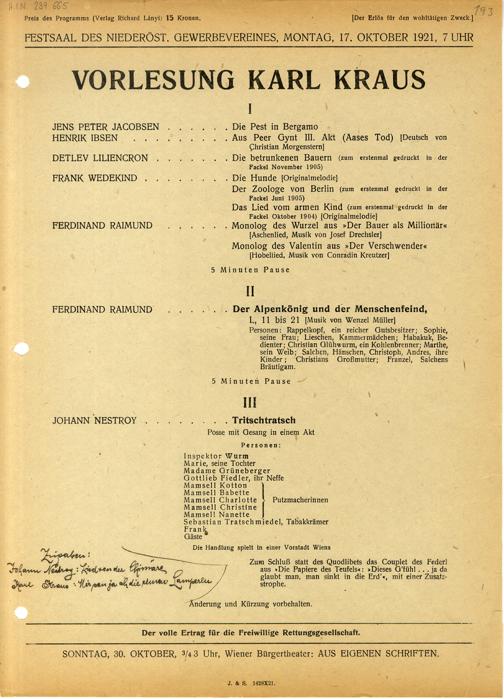 H.I.N. 239 665
193
Preis des Programms (Verlag Richard Lányi) 15 Kronen. [Der Erlös für den wohltätigen Zweck.]
FESTSAAL DES NIEDERÖST. GEWERBEVEREINES, MONTAG, 17. OKTOBER 1921, 7 UHR
VORLESUNG KARL KRAUS
I
JENS PETER JACOBSEN . . . . . . Die Pest in Bergamo
HENRIK IBSEN . . . . . . Aus Peer Gynt III. Akt (Aases Tod) [Deutsch von
Christian Morgenstern]
DETLEV LILIENCRON . . . . . . Die betrunkenen Bauern (zum erstenmal gedruckt in der
Fackel November 1905)
FRANK WEDEKIND . . . . . . Die Hunde [Originalmelodie]
Der Zoologe von Berlin (zum erstenmal gedruckt in der
Fackel Juni 1905)
Das Lied vom armen Kind (zum erstenmal gedruckt in der
Fackel Oktober 1904) [Originalmelodie]
FERDINAND RAIMUND . . . . . . Monolog des Wurzel aus »Der Bauer als Millionär«
[Aschenlied, Musik von Josef Drechsler]
Monolog des Valentin aus »Der Verschwender«
[Hobellied, Musik von Conradin Kreutzer]
5 Minuten Pause
II
FERDINAND RAIMUND . . . . . . Der Alpenkönig und der Menschenfeind,
I., 11 bis 21 [Musik von Wenzel Müller]
Personen: Rappelkopf, ein reicher Gutsbesitzer; Sophie,
seine Frau; Lieschen, Kammermädchen; Habakuk, Be-
dienter; Christian Glühwurm, ein Kohlenbrenner; Marthe,
sein Weib; Salchen, Hänschen, Christoph, Andres, ihre
Kinder; Christians Großmutter; Franzel, Salchens
Bräutigam.
5 Minuten Pause
III
JOHANN NESTROY . . . . . . . Tritschtratsch
Posse mit Gesang in einem Akt
Personen:
Inspektor Wurm
Marie, seine Tochter
Madame Grüneberger
Gottlieb Fiedler, ihr Neffe
Mamsell Kotton
Mamsell Babette
Mamsell Charlotte } Putzmacherinnen
Mamsell Christine
Mamsell Nanette
Sebastian Tratschmiedel, Tabakkrämer
Frank
Gäste
Die Handlung spielt in einer Vorstadt Wiens
Zum Schluß statt des Quodlibets das Couplet des Federl
aus »Die Papiere des Teufels«: »Dieses G'fühl . . . ja da
glaubt man, man sinkt in die Erd'«, mit einer Zusatz-
strophe.
Zugaben:
Johann Nestroy: Lied von der Chimäre
Karl Kraus:
Änderung und Kürzung vorbehalten.
Der volle Ertrag für die Freiwillige Rettungsgesellschaft.
SONNTAG, 30. OKTOBER, ¾ 3 Uhr, Wiener Bürgertheater: AUS EIGENEN SCHRIFTEN.
J. & S. 1428X21.